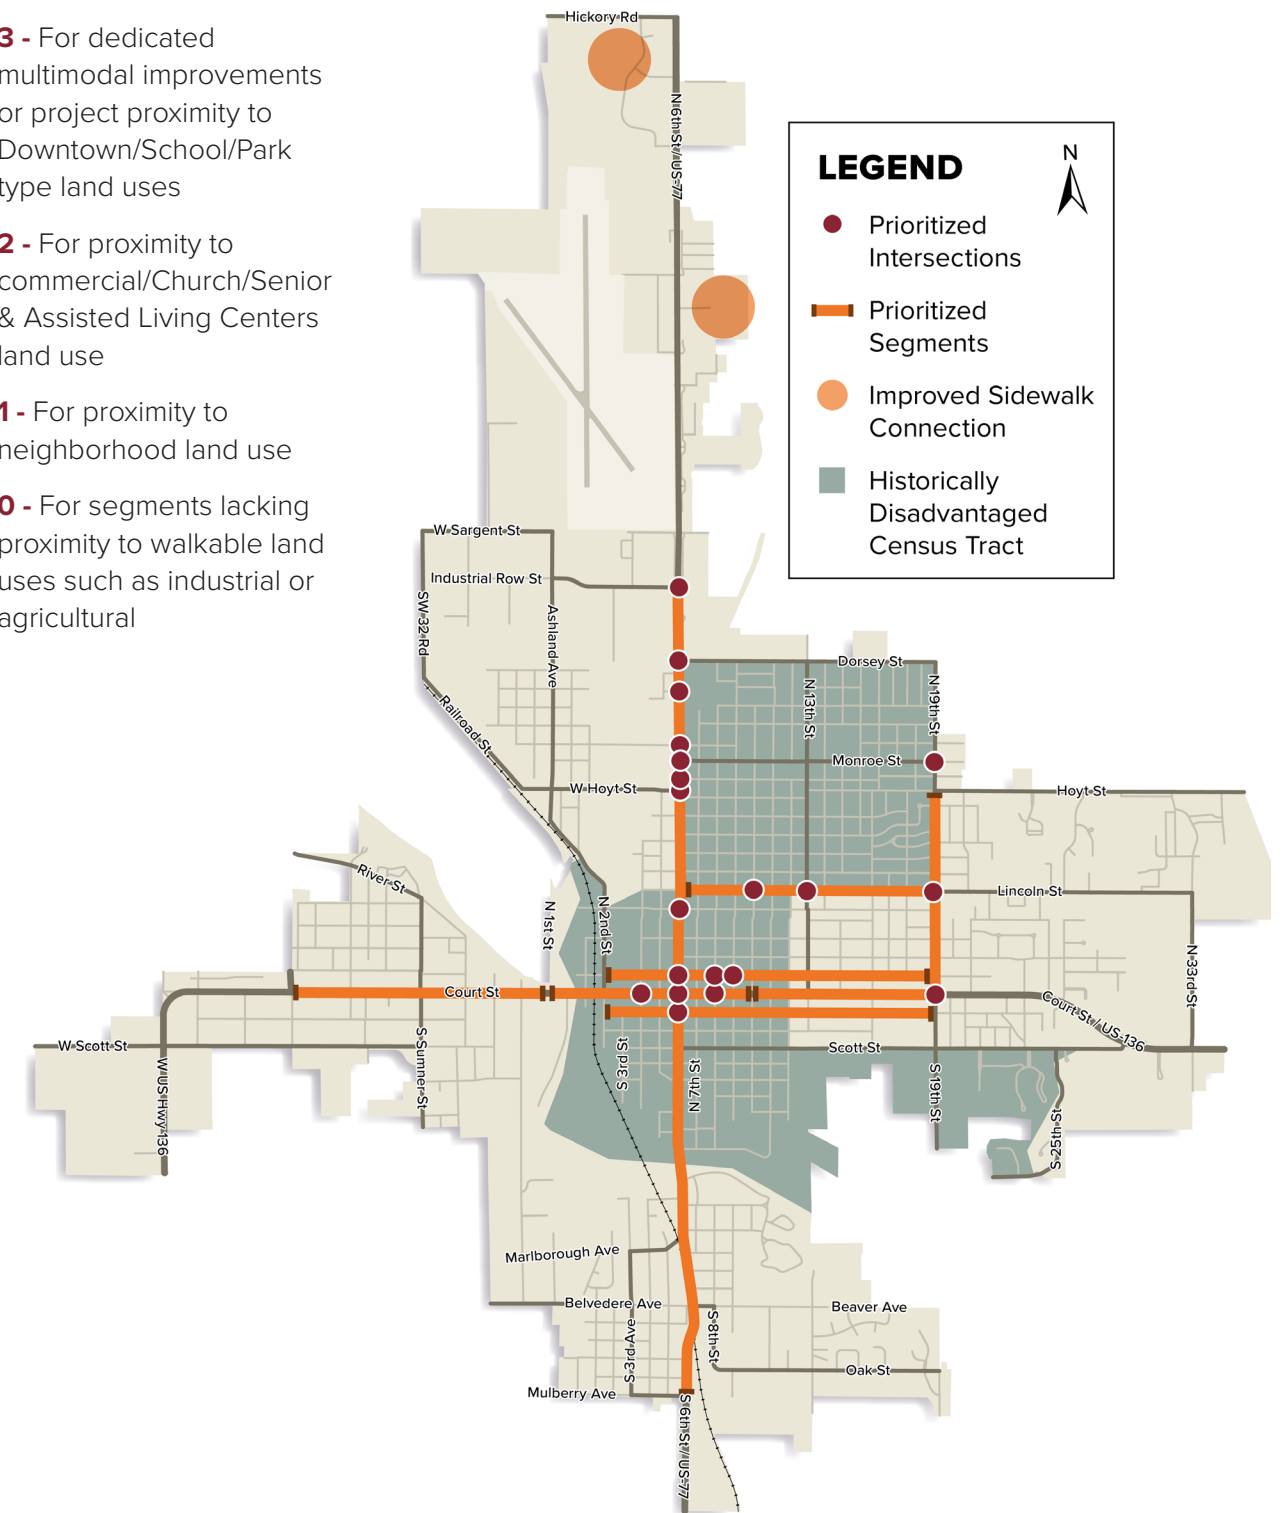 3 - For dedicated
multimodal improvements
or project proximity to
Downtown/School/Park
type land uses
2 - For proximity to
commercial/Church/Senior
& Assisted Living Centers
land use
1 - For proximity to
neighborhood land use
0 - For segments lacking
proximity to walkable land
uses such as industrial or
agricultural
LEGEND
N
Prioritized
Intersections
Prioritized
Segments
Improved Sidewalk
Connection
Historically
Disadvantaged
Census Tract
Hickory Rd
N 6th St / US-77
W Sargent St
Industrial Row St
SW 32 Rd
Ashland Ave
Railroad St
W Hoyt St
Dorsey St
N 13th St
N 19th St
Monroe St
Hoyt St
River St
N 1st St
N 2nd St
Lincoln St
N 33rd St
Court St
Court St / US-136
W Scott St
W US Hwy 136
S Sumner St
S 3rd St
N 7th St
Scott St
S 19th St
S 25th St
Marlborough Ave
Belvedere Ave
Beaver Ave
S 3rd Ave
S 8th St
Oak St
Mulberry Ave
S 6th St / US-77